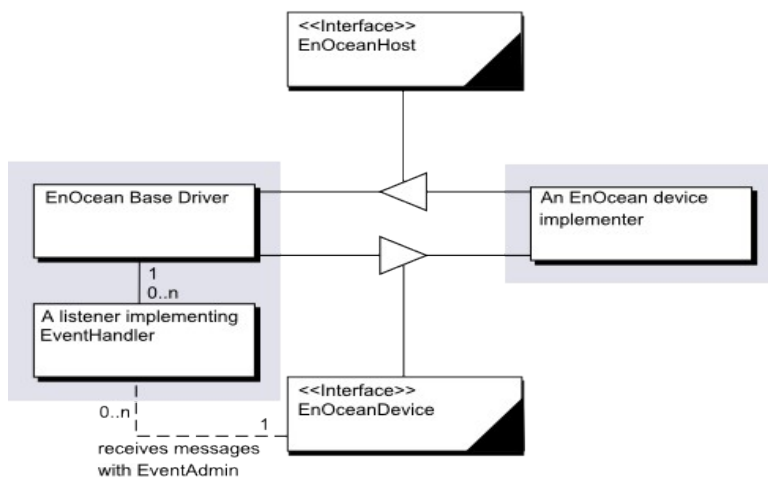 <<Interface>>
EnOceanHost
EnOcean Base Driver
An EnOcean device
implementer
1
0..n
A listener implementing
EventHandler
<<Interface>>
EnOceanDevice
0..n
1
receives messages
with EventAdmin